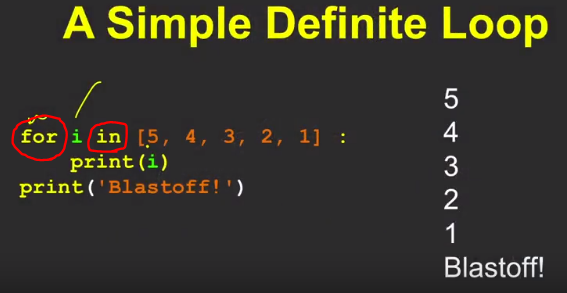 A Simple Definite Loop
for i in [5, 4, 3, 2, 1] :
print(i)
print('Blastoff!')
5
4
3
2
1
Blastoff!